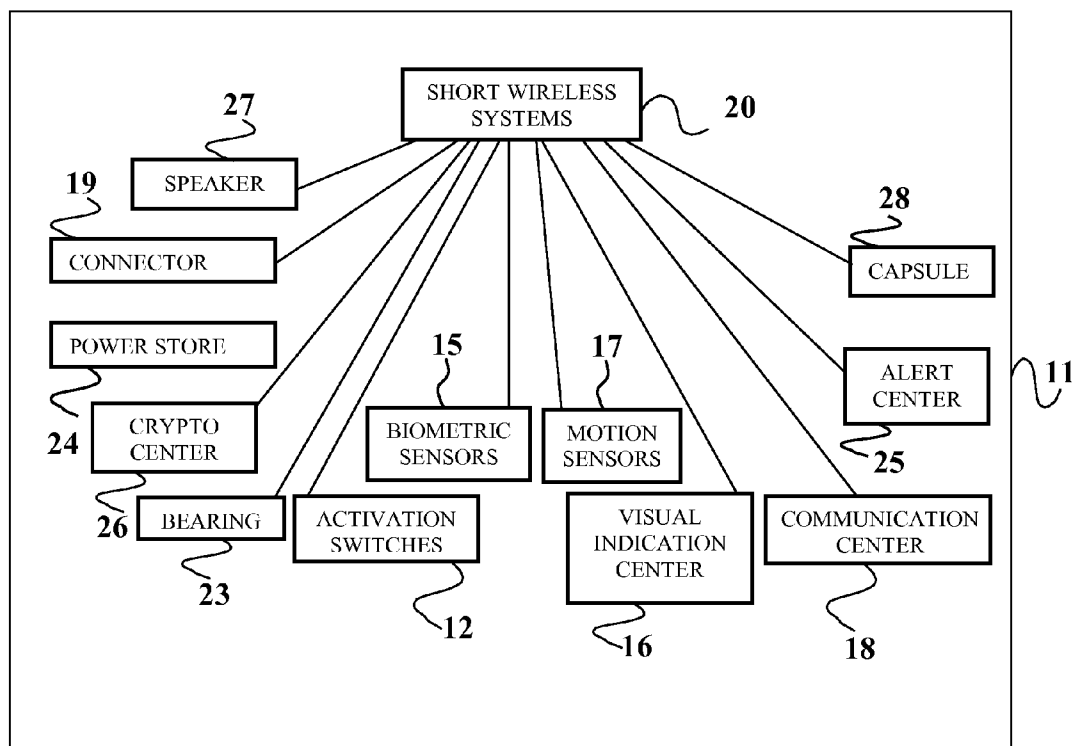 SHORT WIRELESS
SYSTEMS
20
27
SPEAKER
19
CONNECTOR
28
CAPSULE
POWER STORE
24
15
17
ALERT
CENTER
11
25
CRYPTO
CENTER
26
BIOMETRIC
SENSORS
MOTION
SENSORS
BEARING
23
ACTIVATION
SWITCHES
12
VISUAL
INDICATION
CENTER
16
COMMUNICATION
CENTER
18